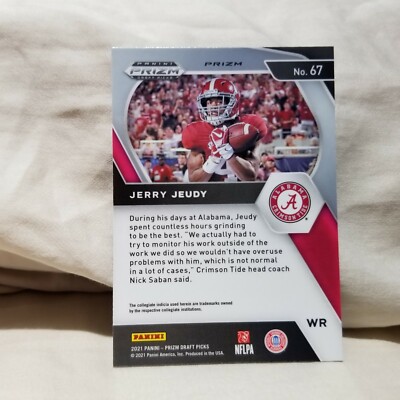 PANINI
PRIZM
DRAFT PICKS
PRIZM
No. 67
JERRY JEUDY
ALABAMA
A
CRIMSON TIDE
During his days at Alabama, Jeudy
spent countless hours grinding
to be the best. "We actually had to
try to monitor his work outside of the
work we did so we wouldn't have overuse
problems with him, which is not normal
in a lot of cases," Crimson Tide head coach
Nick Saban said.
The collegiate indicia used herein are trademarks owned
by the respective collegiate institutions.
WR
PANINI
NFLPA
2021 PANINI – PRIZM DRAFT PICKS
© 2021 Panini America, Inc. Produced in the USA.